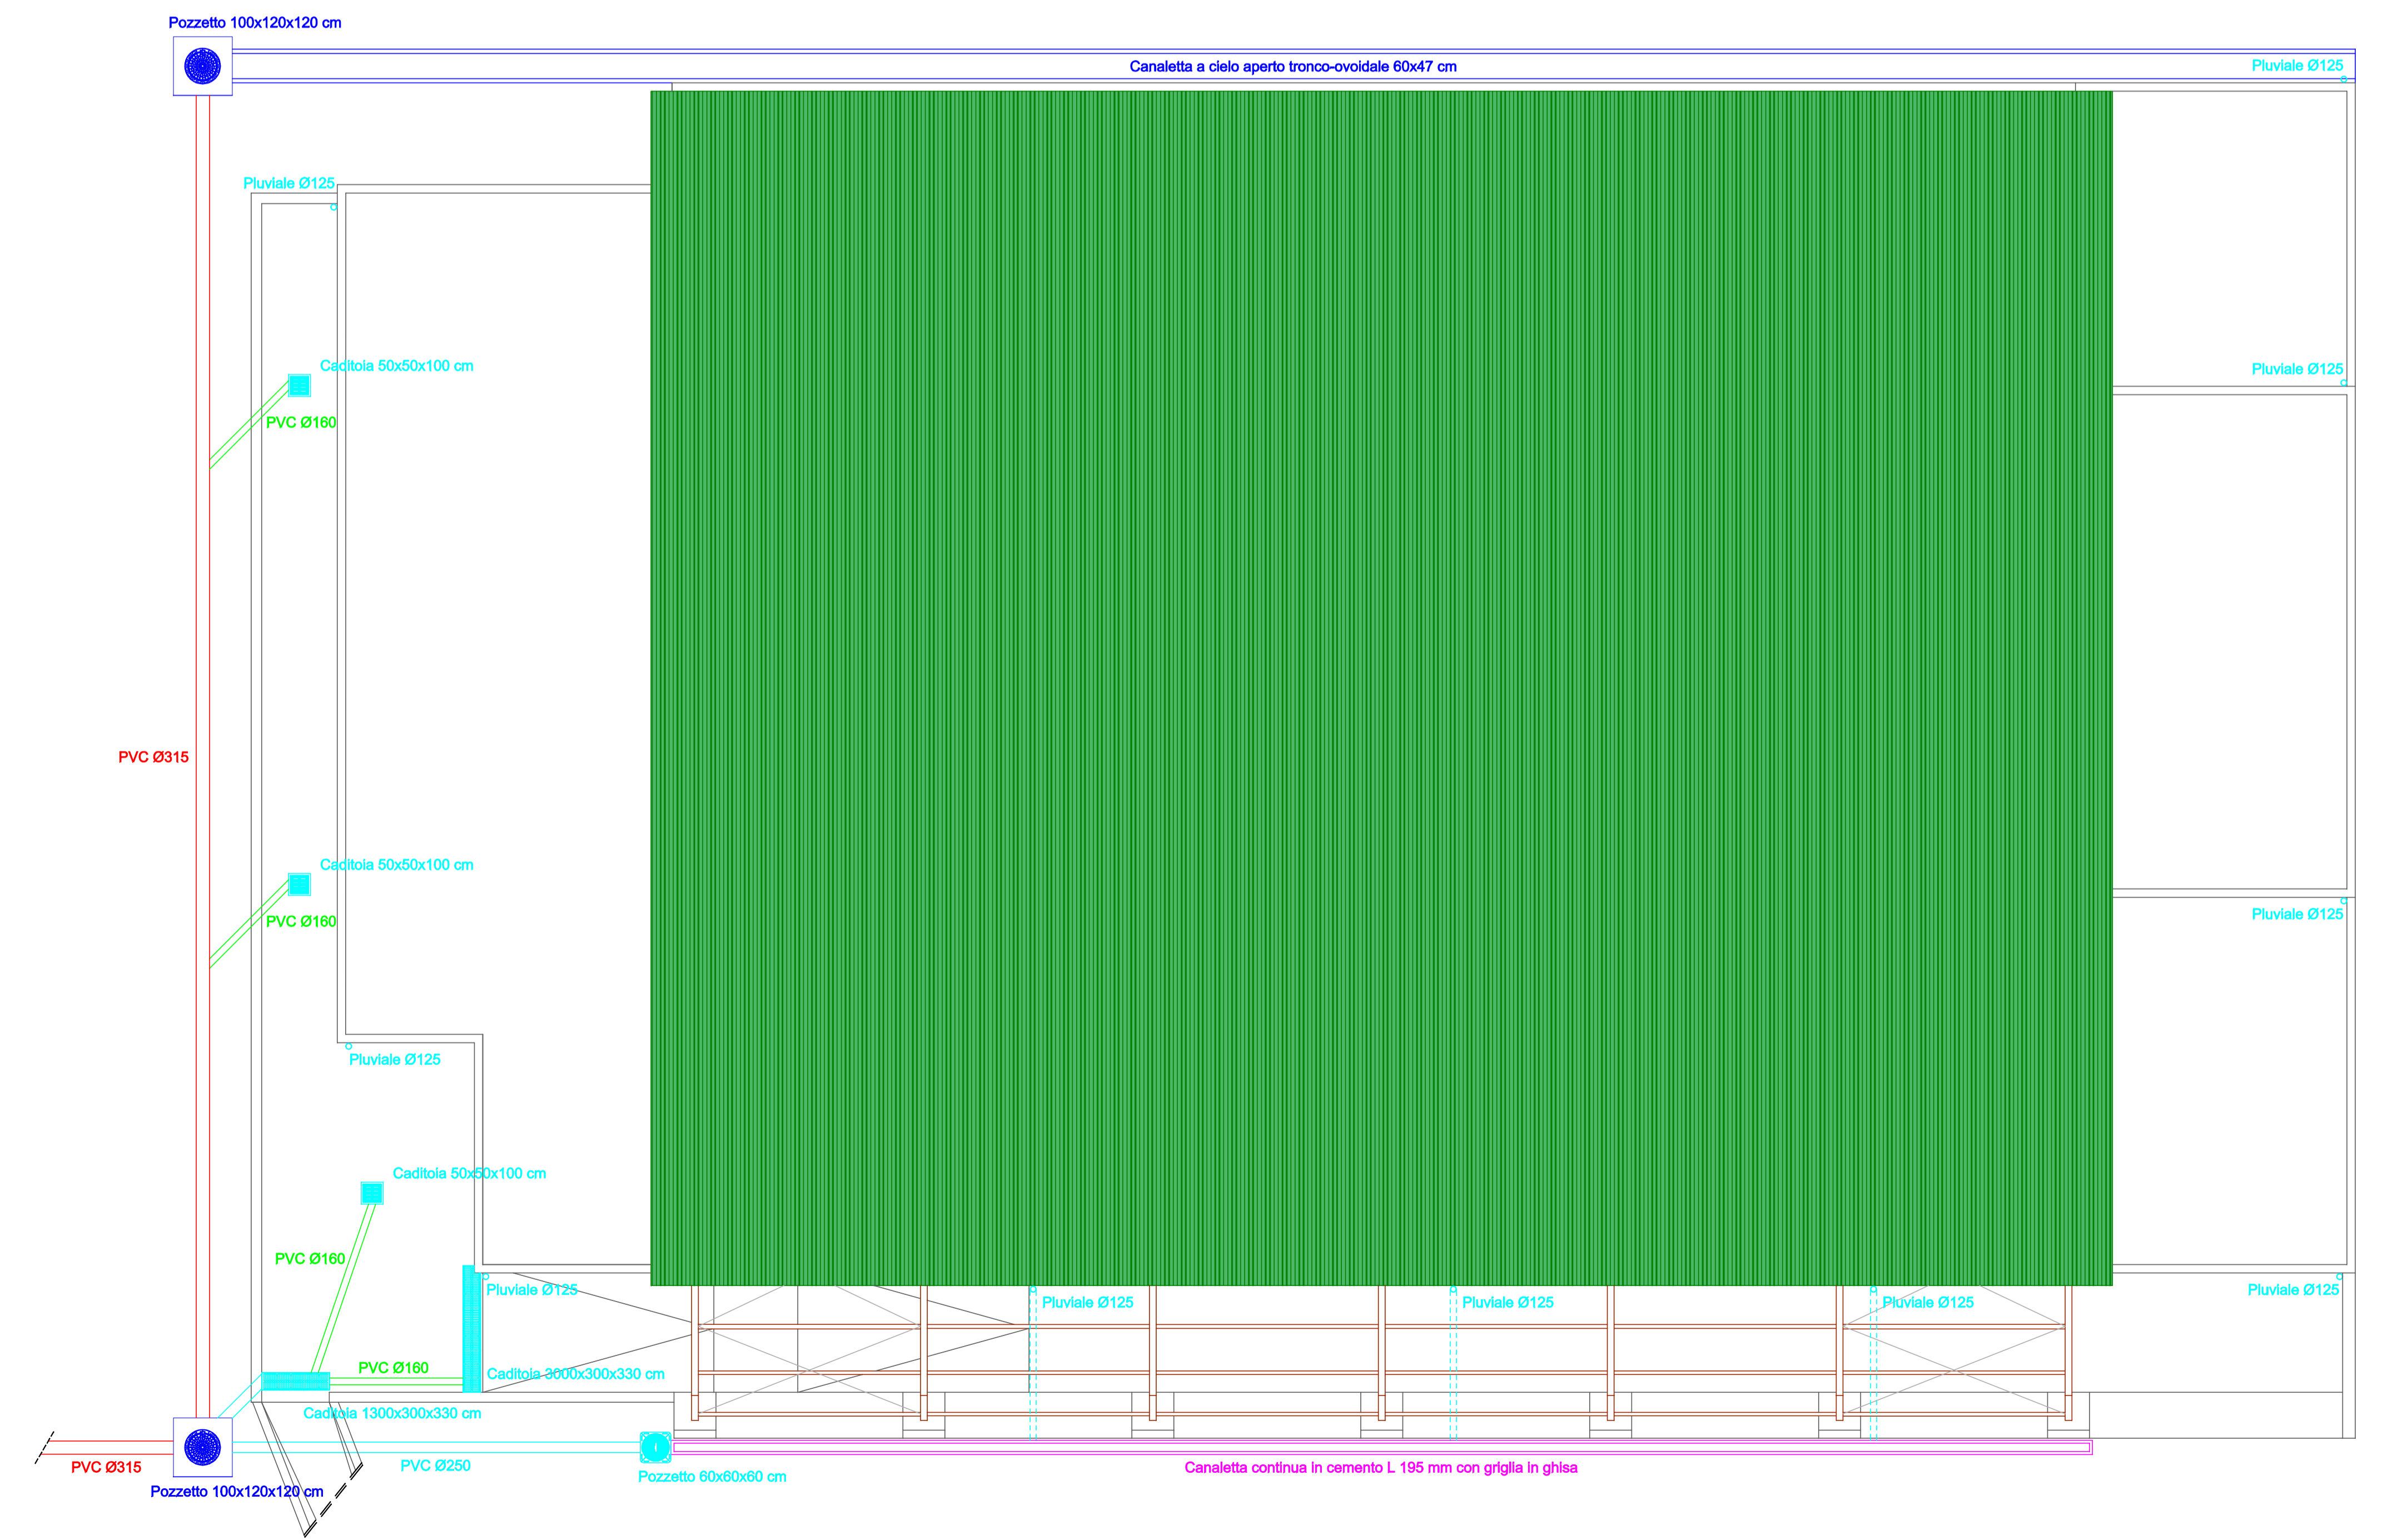 Pozzetto 100x120x120 cm
Canaletta a cielo aperto tronco-ovoidale 60x47 cm
Pluviale Ø125
Pluviale Ø125
Caditoia 50x50x100 cm
Pluviale Ø125
PVC Ø160
PVC Ø315
Caditoia 50x50x100 cm
PVC Ø160
Pluviale Ø125
Pluviale Ø125
Caditoia 50x50x100 cm
PVC Ø160
Pluviale Ø125
Pluviale Ø125
Pluviale Ø125
Pluviale Ø125
Pluviale Ø125
PVC Ø160
Caditoia 3000x300x330 cm
Caditoia 1300x300x330 cm
PVC Ø315
PVC Ø250
Pozzetto 60x60x60 cm
Canaletta continua in cemento L 195 mm con griglia in ghisa
Pozzetto 100x120x120 cm